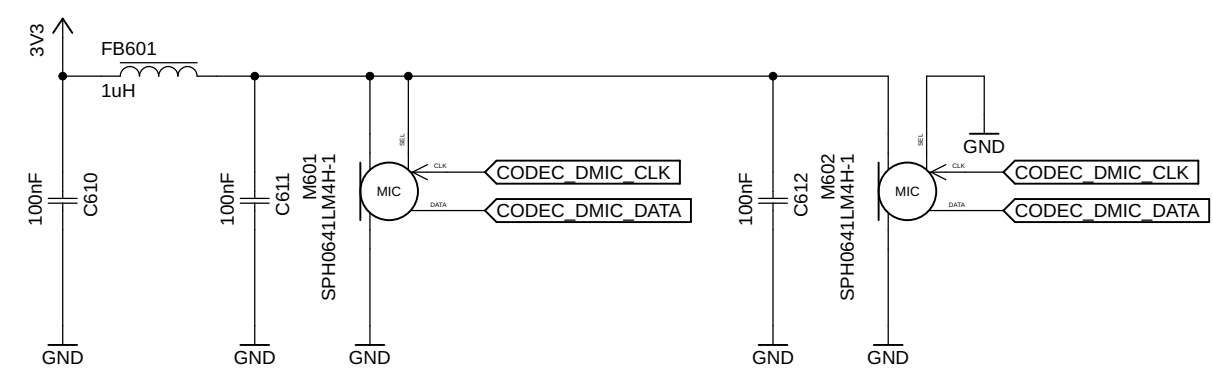 3V3
FB601
1uH
100nF
C610
GND
100nF
C611
GND
M601
SPH0641LM4H-1
MIC
SEL
CLK
DATA
CODEC_DMIC_CLK
CODEC_DMIC_DATA
GND
100nF
C612
GND
M602
SPH0641LM4H-1
MIC
SEL
GND
CLK
DATA
CODEC_DMIC_CLK
CODEC_DMIC_DATA
GND